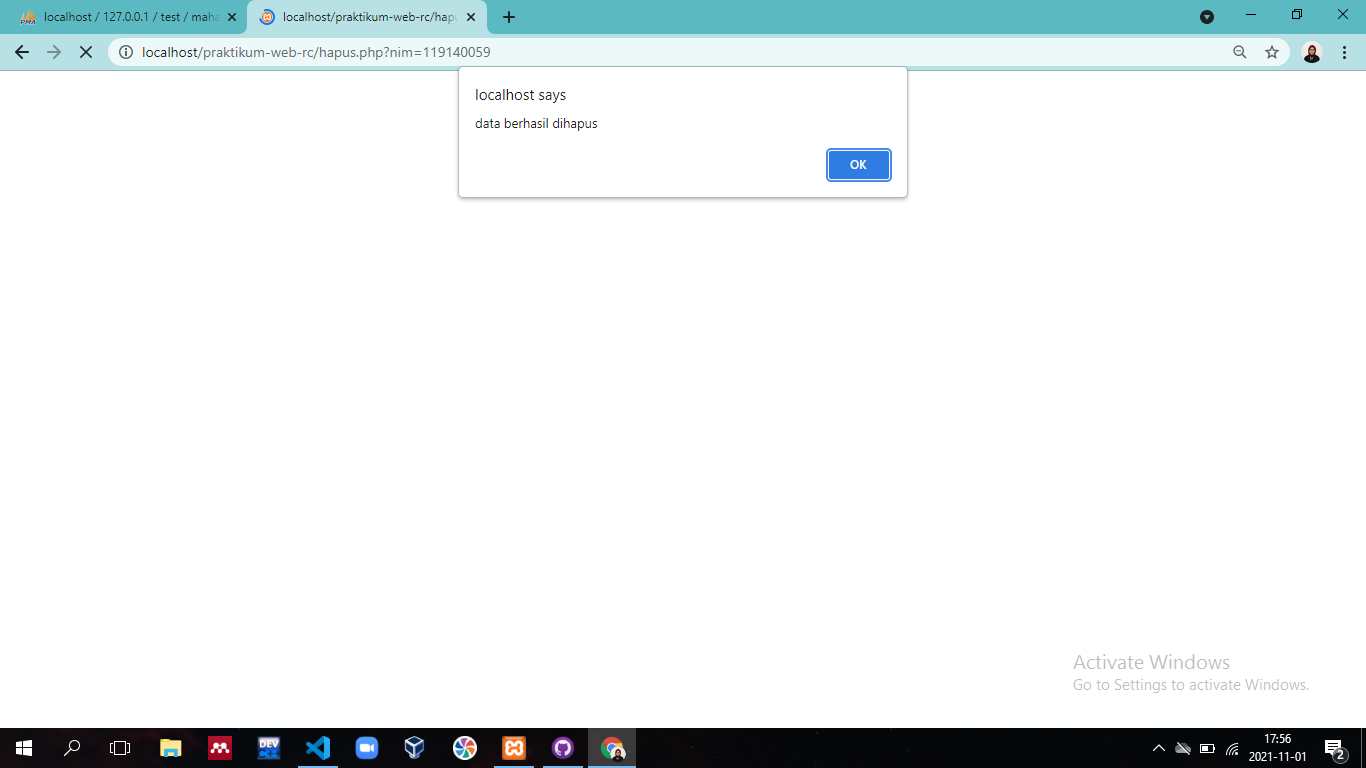 localhost / 127.0.0.1 / test / maha
localhost/praktikum-web-rc/hapu
localhost/praktikum-web-rc/hapus.php?nim=119140059
localhost says
data berhasil dihapus
OK
Activate Windows
Go to Settings to activate Windows.
DEV
17:56
2021-11-01
2